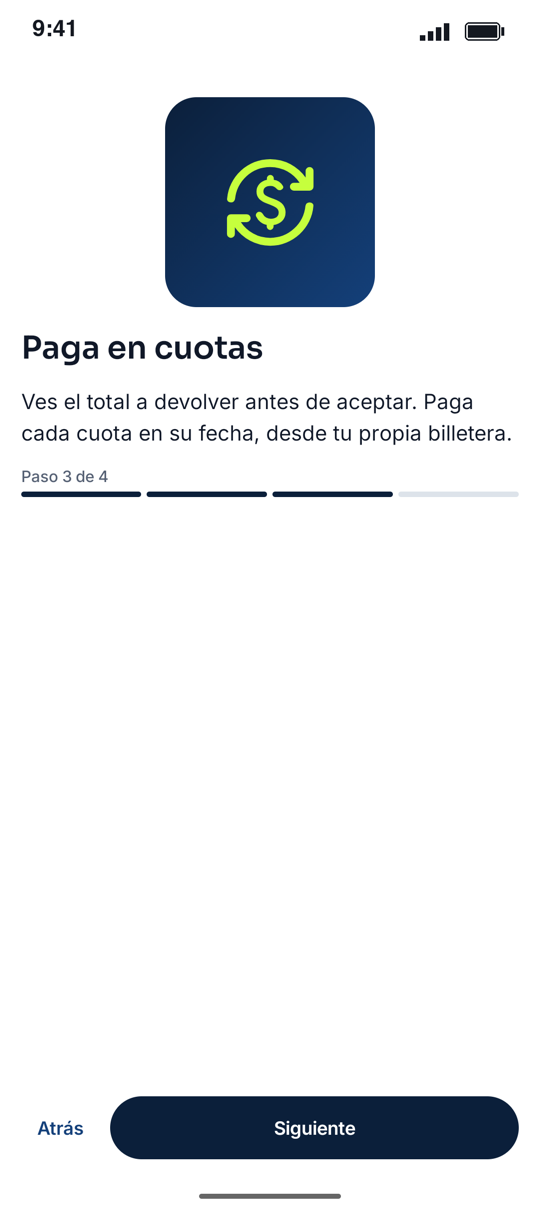 9:41
$
Paga en cuotas
Ves el total a devolver antes de aceptar. Paga
cada cuota en su fecha, desde tu propia billetera.
Paso 3 de 4
Atrás
Siguiente